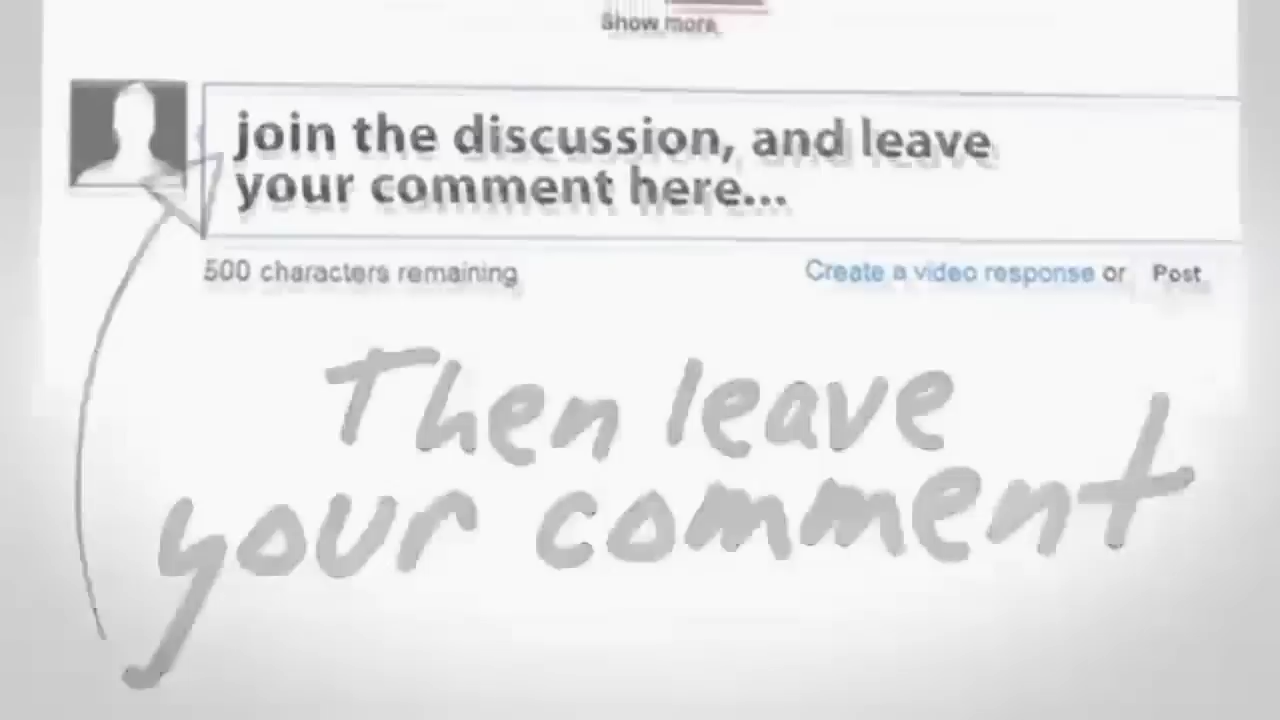 Show more
join the discussion, and leave
your comment here...
500 characters remaining
Create a video response or Post
Then leave
your comment